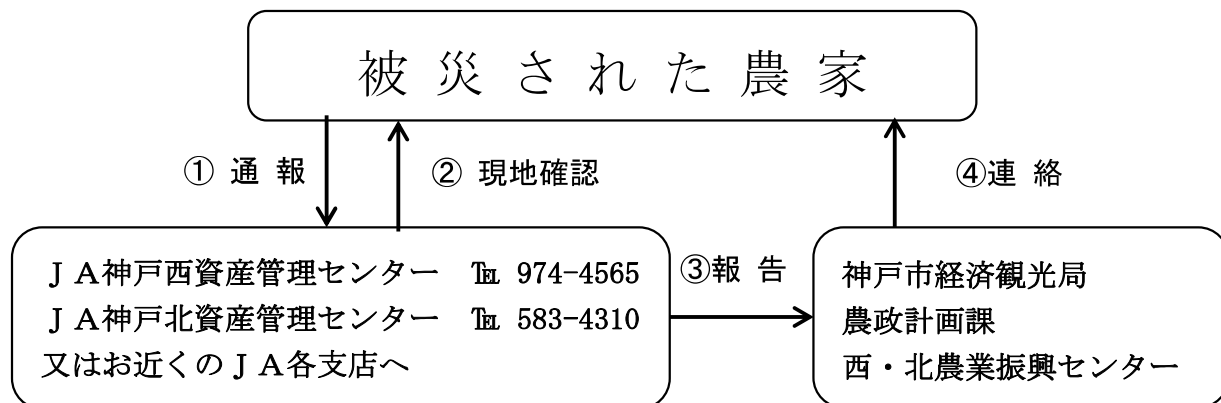 被災された農家
① 通 報
② 現地確認
④連 絡
ＪＡ神戸西資産管理センター　℡ 974-4565
ＪＡ神戸北資産管理センター　℡ 583-4310
又はお近くのＪＡ各支店へ
③報 告
神戸市経済観光局
農政計画課
西・北農業振興センター